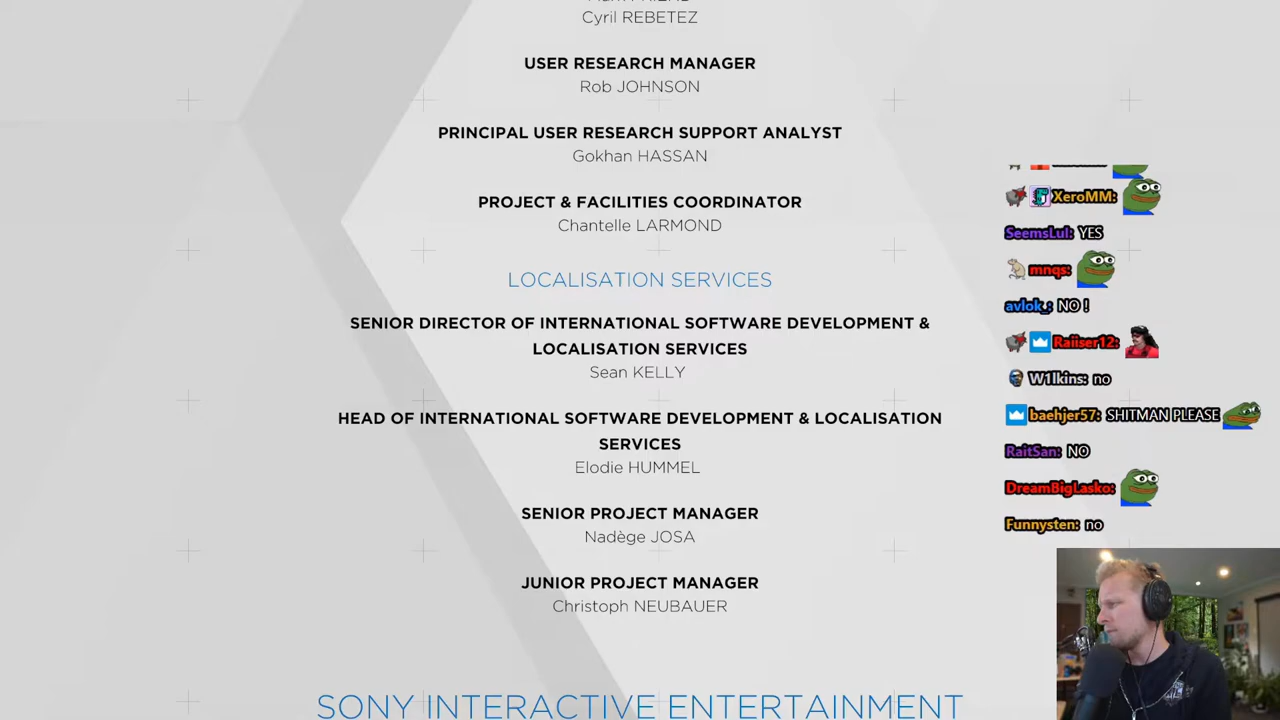 Cyril REBETEZ
USER RESEARCH MANAGER
Rob JOHNSON
PRINCIPAL USER RESEARCH SUPPORT ANALYST
Gokhan HASSAN
PROJECT & FACILITIES COORDINATOR
Chantelle LARMOND
LOCALISATION SERVICES
SENIOR DIRECTOR OF INTERNATIONAL SOFTWARE DEVELOPMENT &
LOCALISATION SERVICES
Sean KELLY
HEAD OF INTERNATIONAL SOFTWARE DEVELOPMENT & LOCALISATION
SERVICES
Elodie HUMMEL
SENIOR PROJECT MANAGER
Nadège JOSA
JUNIOR PROJECT MANAGER
Christoph NEUBAUER
SONY INTERACTIVE ENTERTAINMENT
XeroMM:
SeemsLul: YES
mnqs:
avlok_: NO !
Raiiser12:
W1lkins: no
baehjer57: SHITMAN PLEASE
RaitSan: NO
DreamBigLasko:
Funnysten: no